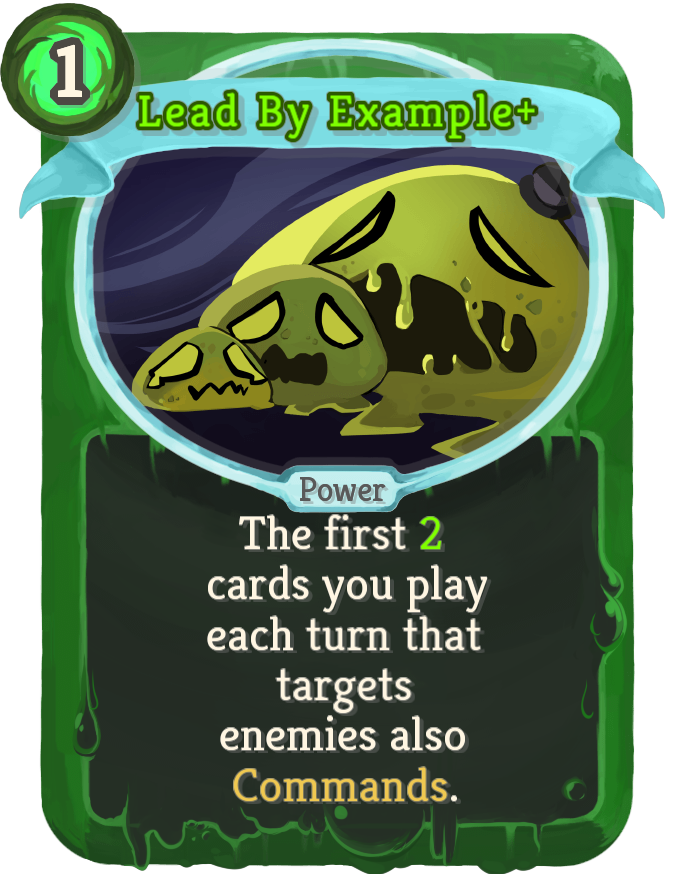 1
Lead By Example+
Power
The first 2
cards you play
each turn that
targets
enemies also
Commands.